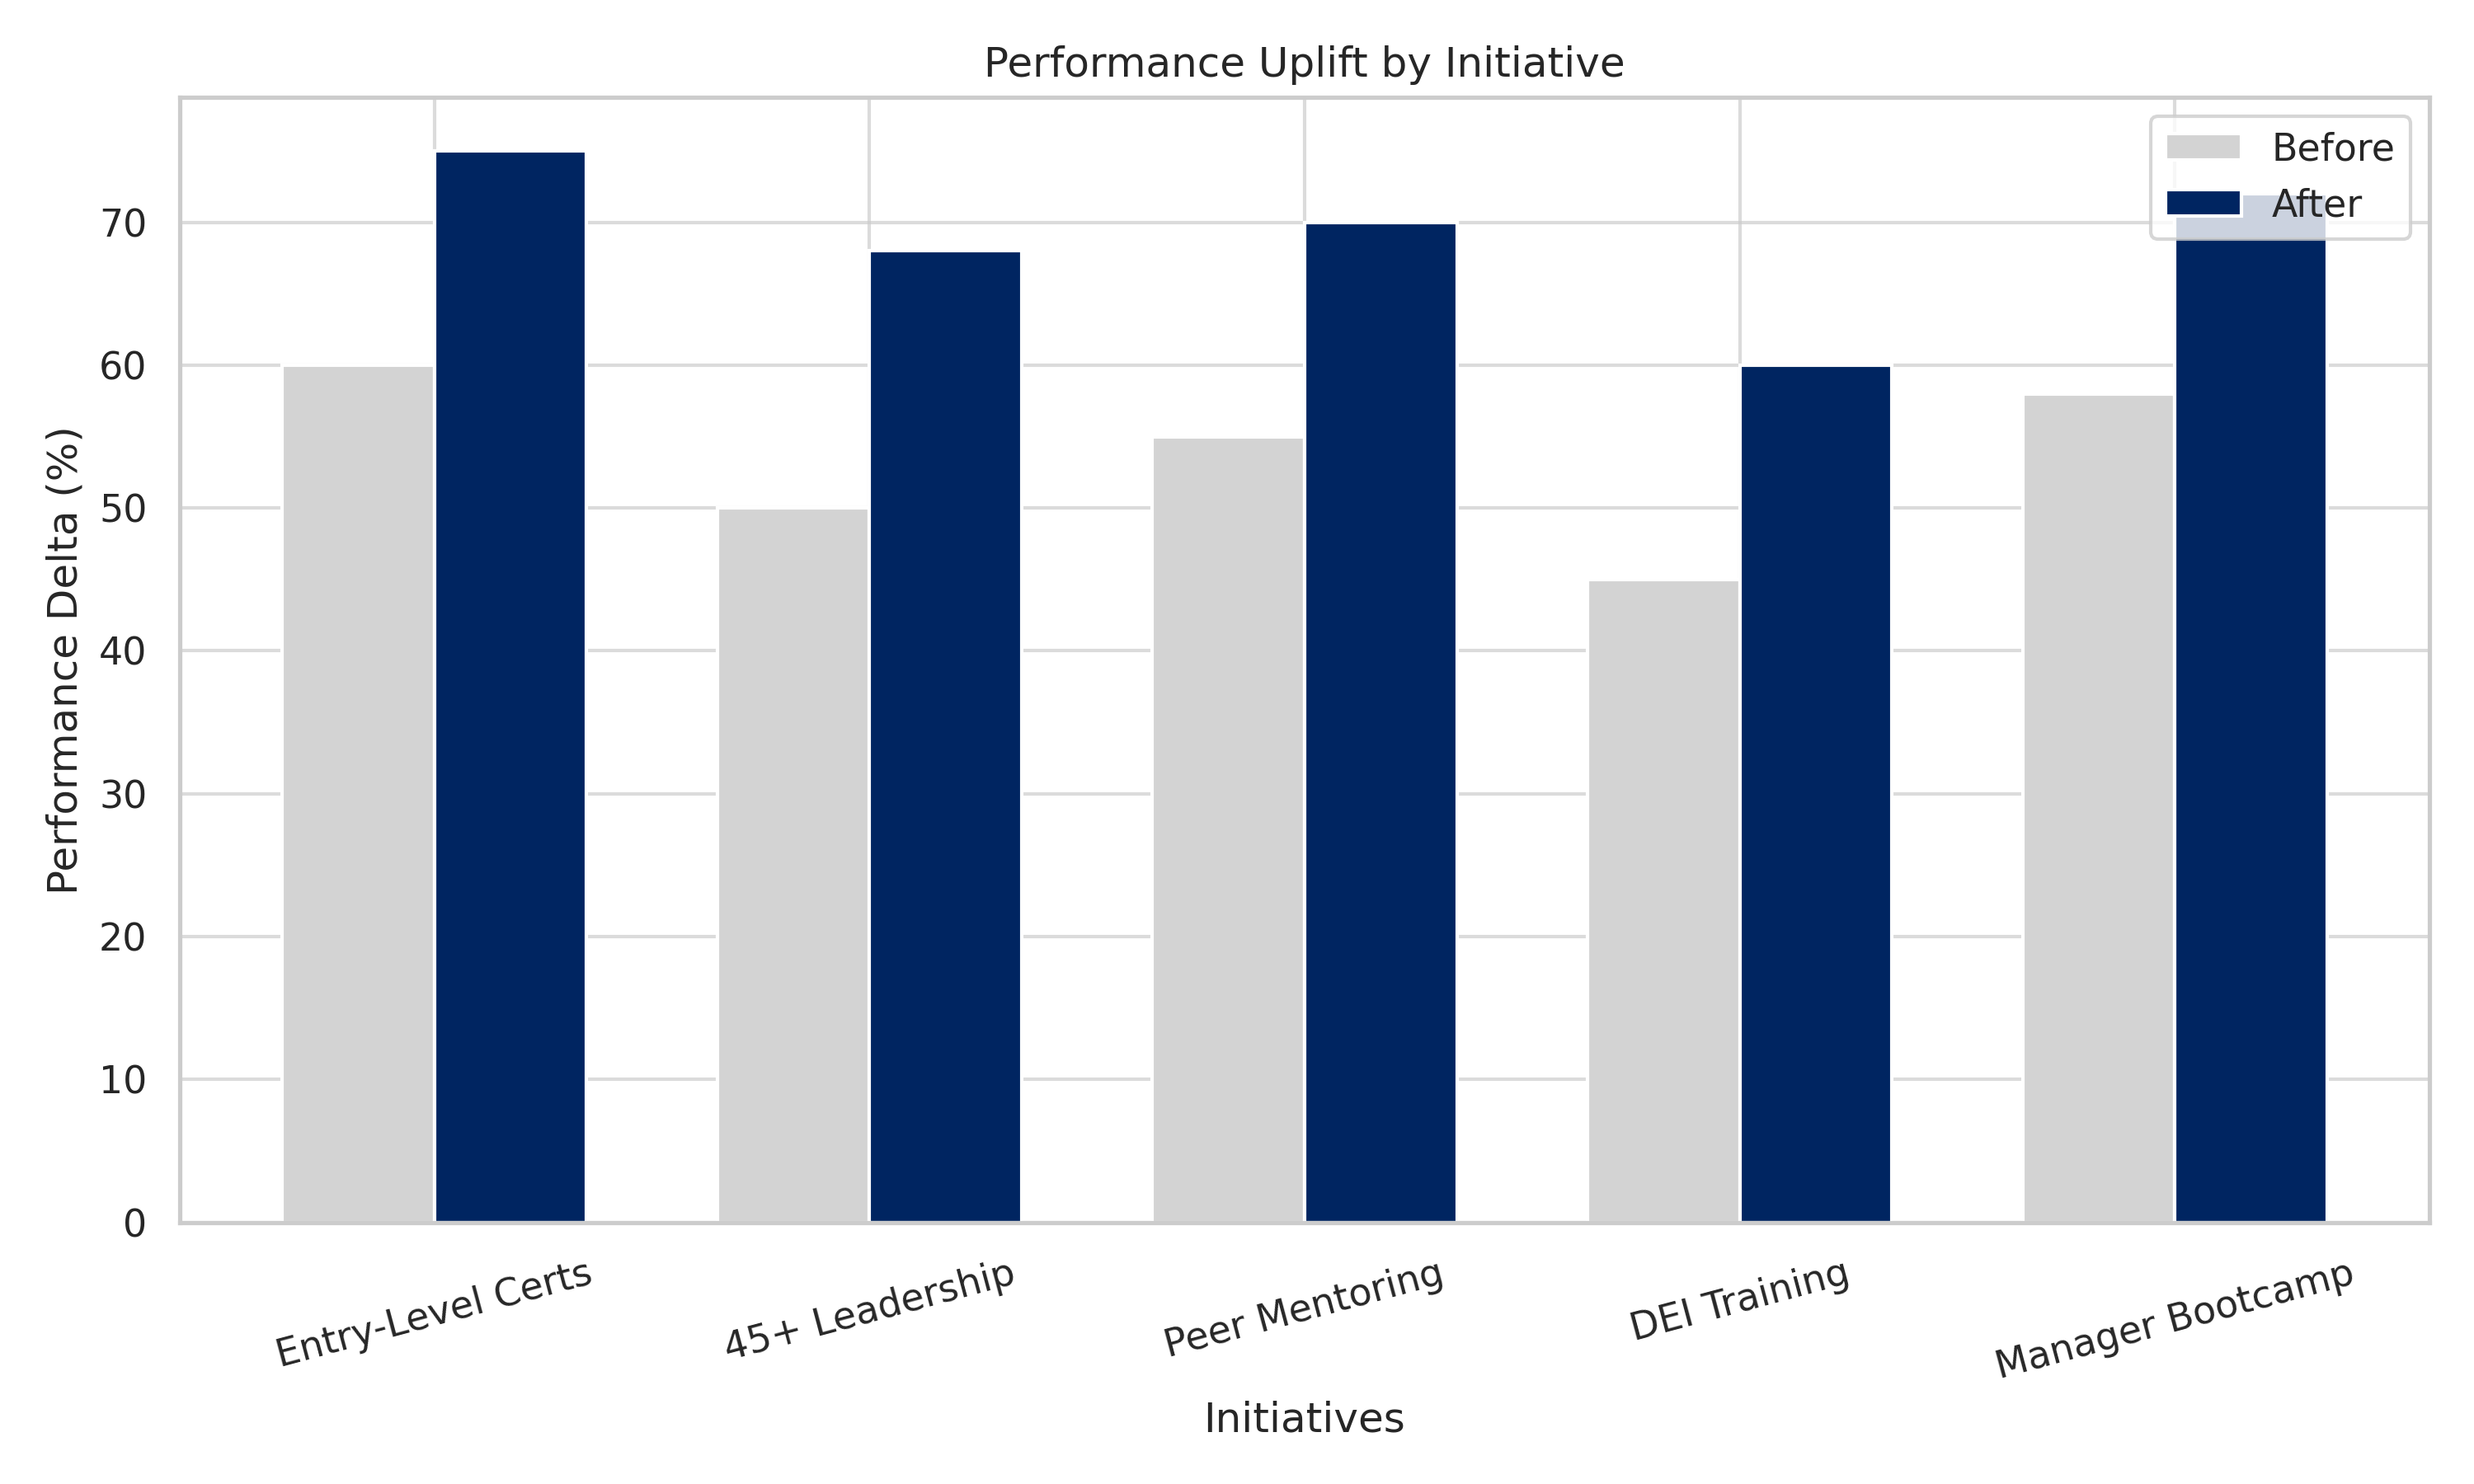 Performance Uplift by Initiative
Before
After
Performance Delta (%)
70
60
50
40
30
20
10
0
Entry-Level Certs
45+ Leadership
Peer Mentoring
DEI Training
Manager Bootcamp
Initiatives